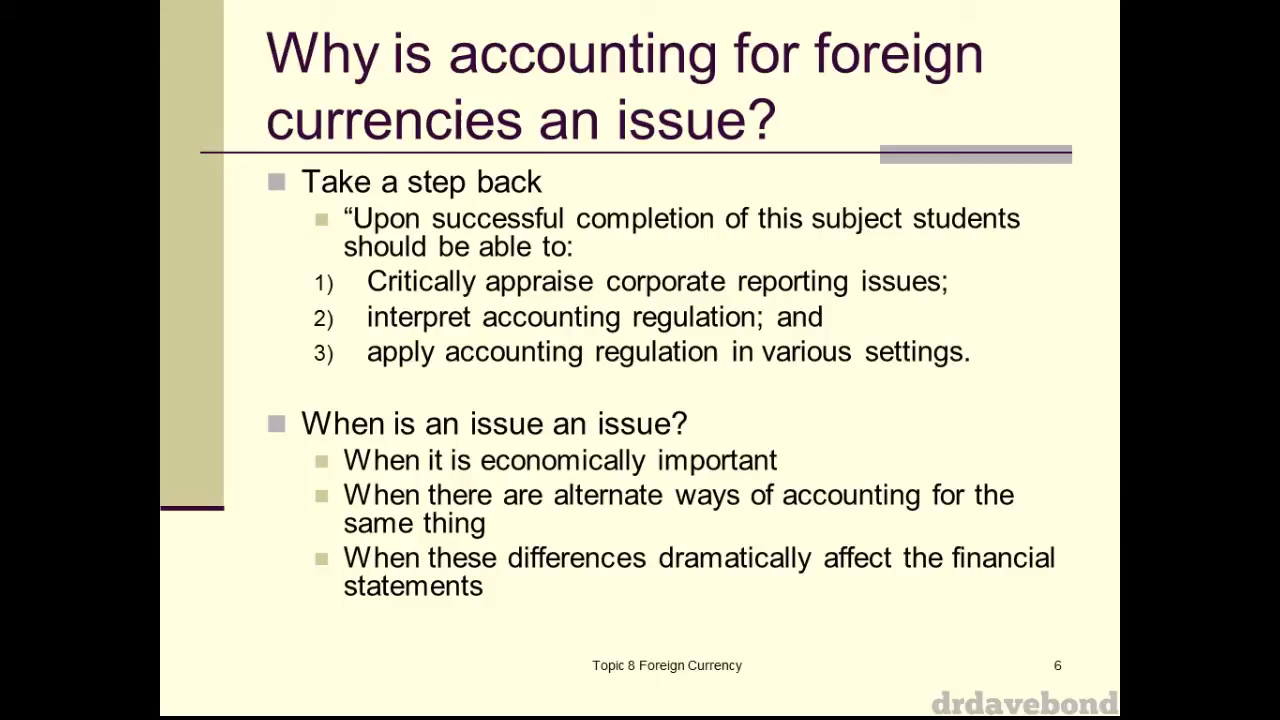 Why is accounting for foreign
currencies an issue?
Take a step back
“Upon successful completion of this subject students
should be able to:
1) Critically appraise corporate reporting issues;
2) interpret accounting regulation; and
3) apply accounting regulation in various settings.
When is an issue an issue?
When it is economically important
When there are alternate ways of accounting for the
same thing
When these differences dramatically affect the financial
statements
Topic 8 Foreign Currency
6
drdavebond